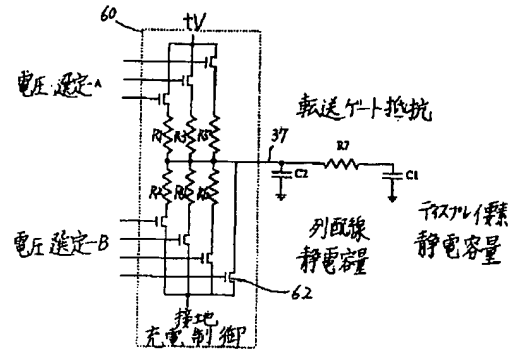 60
+V
電圧・選定-A
R1
R3
R5
転送ゲート抵抗
37
R7
C2
C1
R2
R4
R6
列配線
静電容量
ディスプレイ要素
静電容量
電圧選定-B
62
接地
充電制御